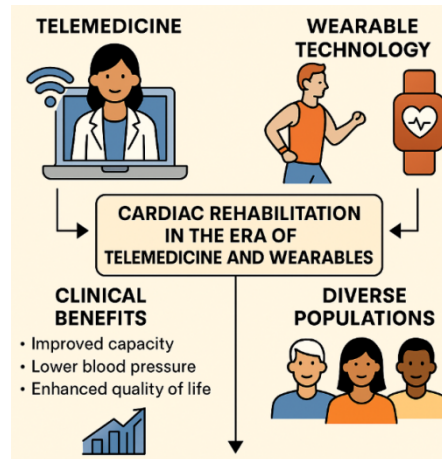 TELEMEDICINE
WEARABLE
TECHNOLOGY
CARDIAC REHABILITATION
IN THE ERA OF
TELEMEDICINE AND WEARABLES
CLINICAL
BENEFITS
• Improved capacity
• Lower blood pressure
• Enhanced quality of life
DIVERSE
POPULATIONS